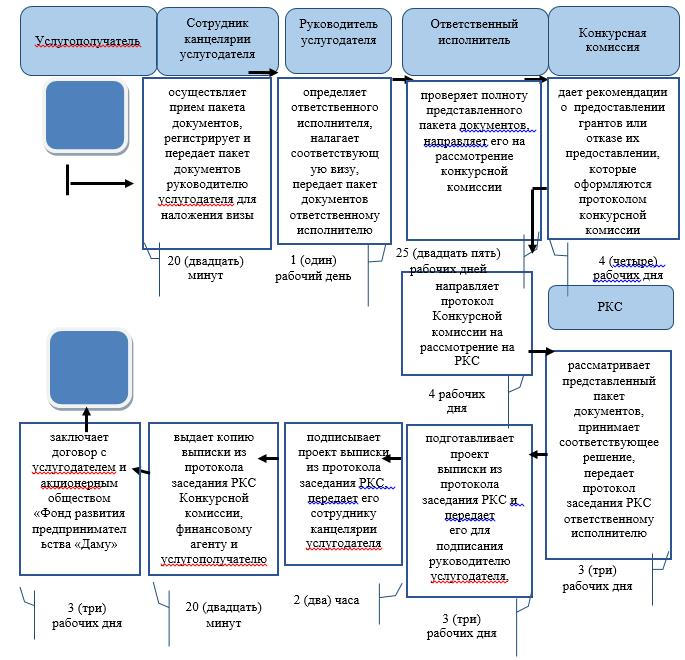 Услугополучатель
Сотрудник
канцелярии
услугодателя
Руководитель
услугодателя
Ответственный
исполнитель
Конкурсная
комиссия
осуществляет
прием пакета
документов,
регистрирует и
передает пакет
документов
руководителю
услугодателя для
наложения визы
определяет
ответственного
исполнителя,
налагает
соответствующ
ую визу,
передает пакет
документов
ответственному
исполнителю
проверяет полноту
представленного
пакета документов,
направляет его на
рассмотрение
конкурсной
комиссии
дает рекомендации
о предоставлении
грантов или
отказе их
предоставлении,
которые
оформляются
протоколом
конкурсной
комиссии
20 (двадцать)
минут
1 (один)
рабочий день
25 (двадцать пять)
рабочих дней
4 (четыре)
рабочих дня
направляет
протокол
Конкурсной
комиссии на
рассмотрение на
РКС
РКС
4 рабочих
дня
рассматривает
представленный
пакет
документов,
принимает
соответствующее
решение,
передает
протокол
заседания РКС
ответственному
исполнителю
заключает
договор с
услугодателем и
акционерным
обществом
«Фонд развития
предпринимател
ьства «Даму»
выдает копию
выписки из
протокола
заседания РКС
Конкурсной
комиссии,
финансовому
агенту и
услугополучателю
подписывает
проект выписки
из протокола
заседания РКС,
передает его
сотруднику
канцелярии
услугодателя
подготавливает
проект
выписки из
протокола
заседания РКС и
передает
его для
подписания
руководителю
услугодателя.
3 (три)
рабочих дня
20 (двадцать)
минут
2 (два) часа
3 (три)
рабочих дня
3 (три)
рабочих дня